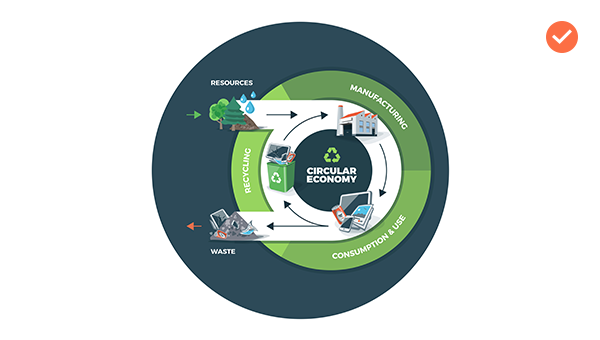 RESOURCES
MANUFACTURING
RECYCLING
CIRCULAR
ECONOMY
CONSUMPTION & USE
WASTE